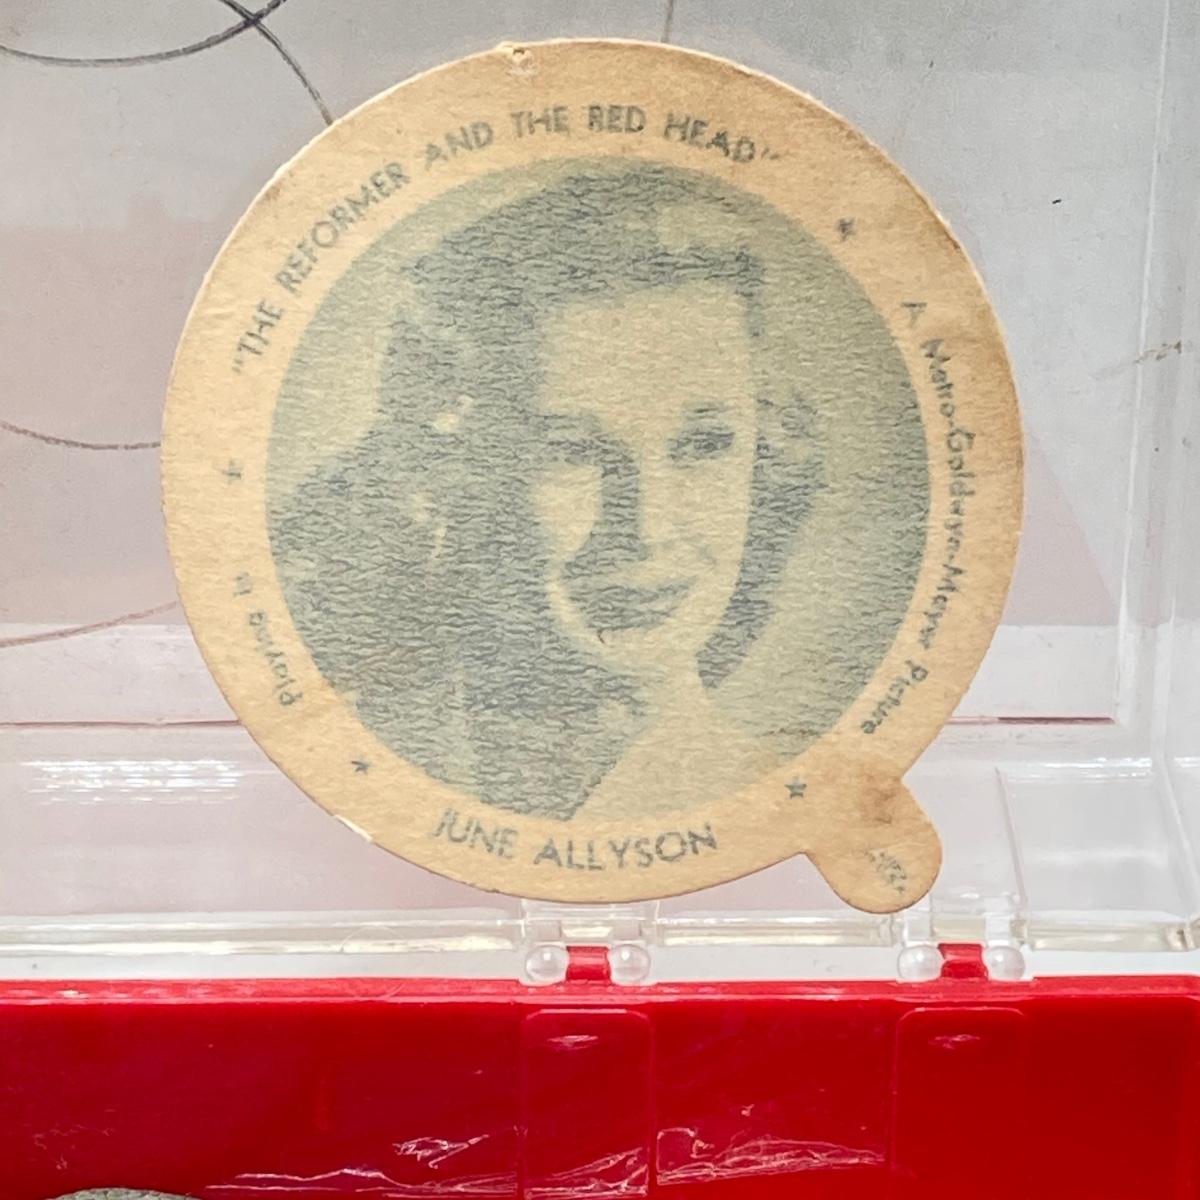 JUNE ALLYSON
Playing in
"THE REFORMER AND THE RED HEAD"
A Metro-Goldwyn-Mayer Picture